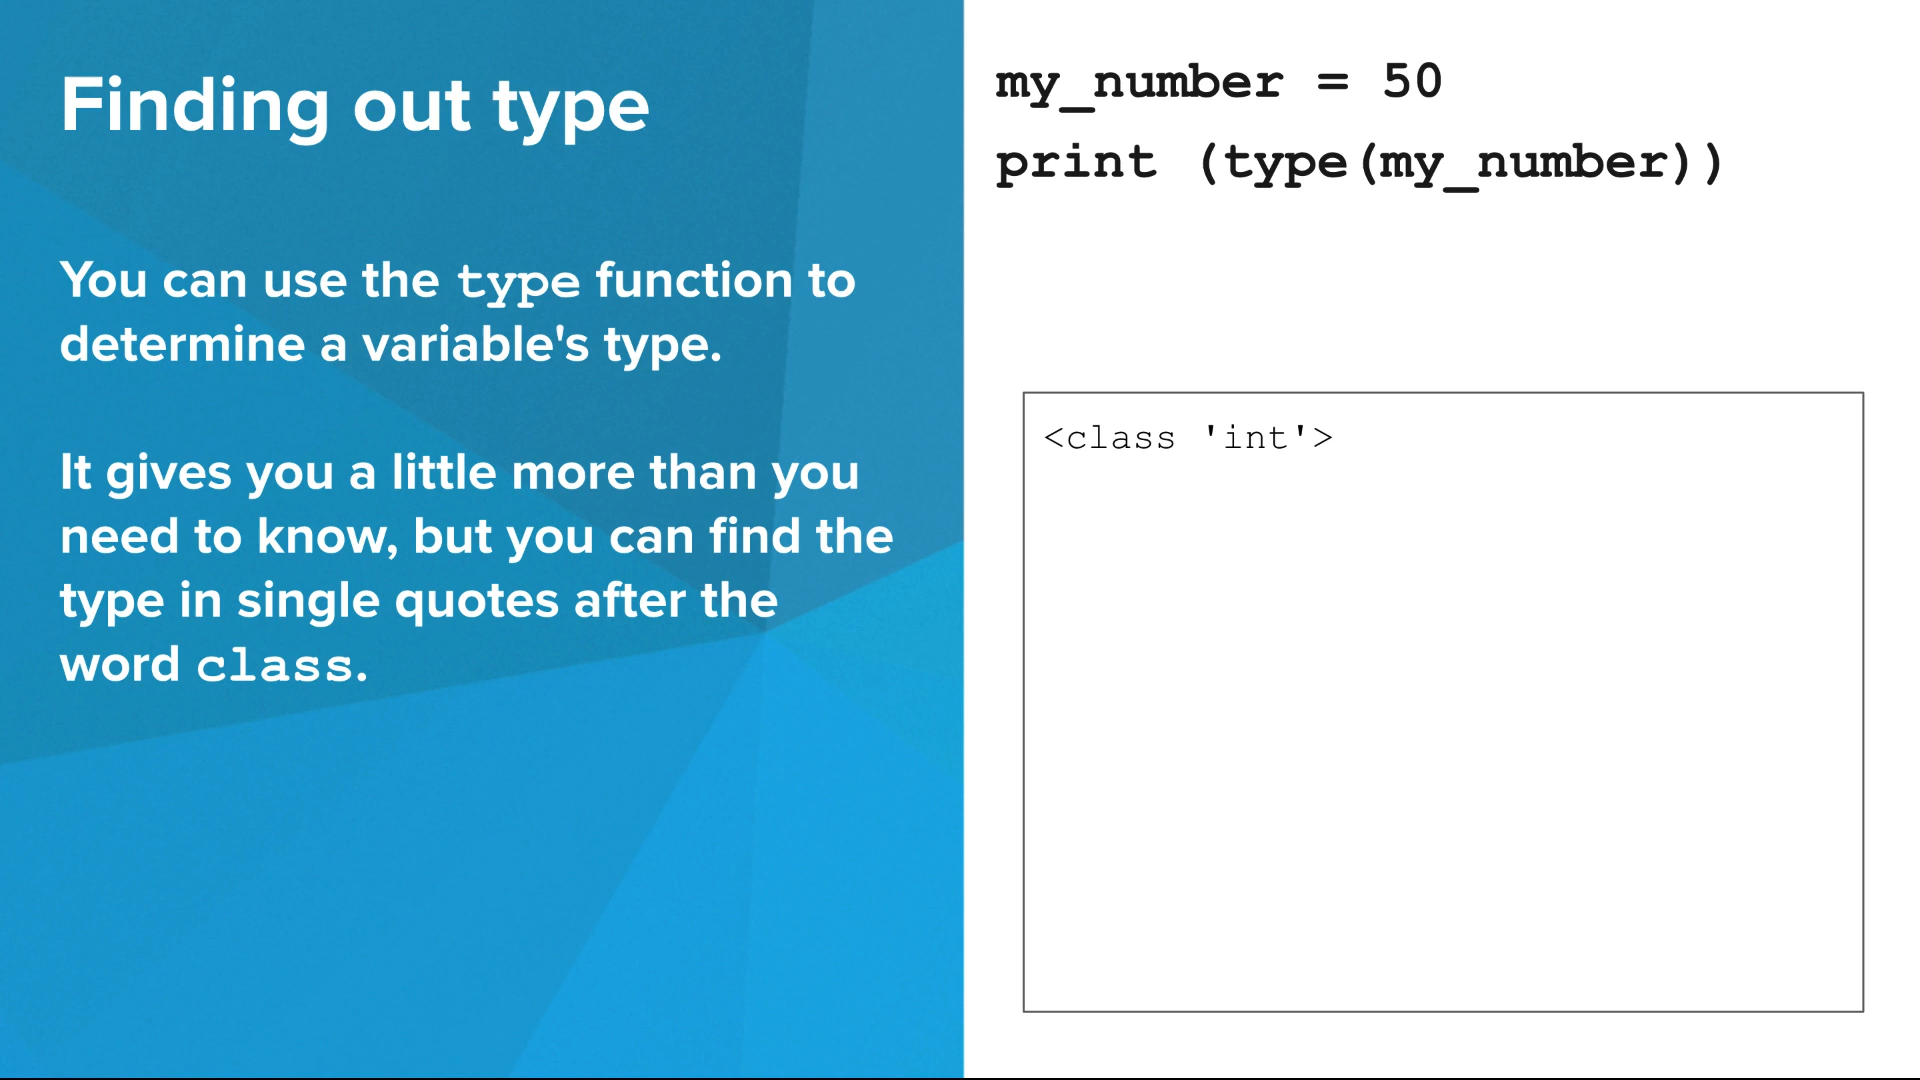 Finding out type
You can use the type function to
determine a variable's type.
It gives you a little more than you
need to know, but you can find the
type in single quotes after the
word class.
my_number = 50
print (type(my_number))
<class 'int'>